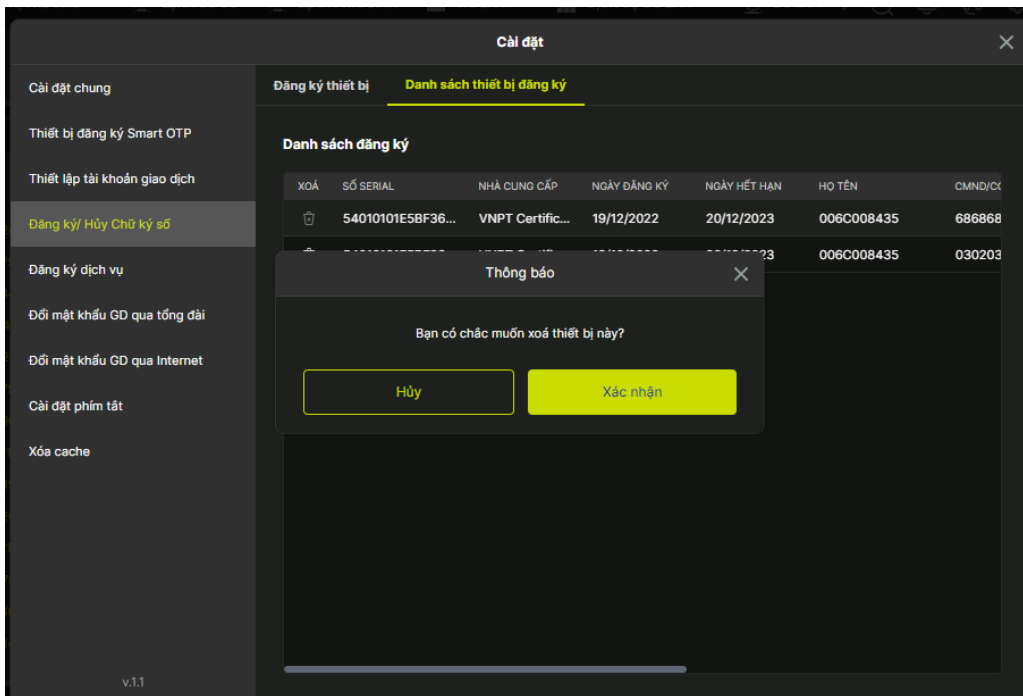 Cài đặt
Cài đặt chung
Thiết bị đăng ký Smart OTP
Thiết lập tài khoản giao dịch
Đăng ký/ Hủy Chữ ký số
Đăng ký dịch vụ
Đổi mật khẩu GD qua tổng đài
Đổi mật khẩu GD qua Internet
Cài đặt phím tắt
Xóa cache
v.1.1
Đăng ký thiết bị Danh sách thiết bị đăng ký
Danh sách đăng ký
XOÁ SỐ SERIAL NHÀ CUNG CẤP NGÀY ĐĂNG KÝ NGÀY HẾT HẠN HỌ TÊN CMND/CC
54010101E5BF36... VNPT Certific... 19/12/2022 20/12/2023 006C008435 686868
006C008435 030203
Thông báo
Bạn có chắc muốn xoá thiết bị này?
Hủy Xác nhận